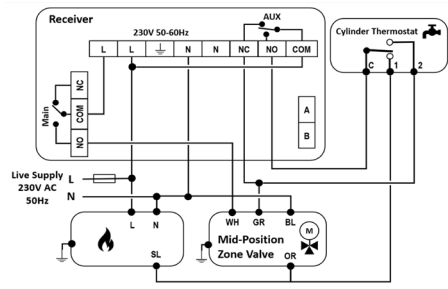 Receiver
AUX
230V 50-60Hz
L L N N NC NO COM
Cylinder Thermostat
C 1 2
Main
NC
COM
NO
A
B
Live Supply
230V AC
50Hz
L
N
L N
SL
WH GR BL
M
Mid-Position
Zone Valve
OR